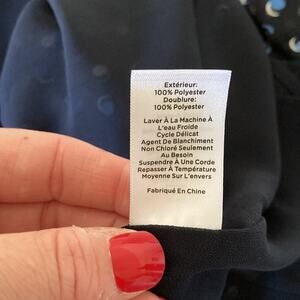 Extérieur:
100% Polyester
Doublure:
100% Polyester
Laver À La Machine À
L'eau Froide
Cycle Délicat
Agent De Blanchiment
Non Chloré Seulement
Au Besoin
Suspendre À Une Corde
Repasser À Température
Moyenne Sur L'envers
Fabriqué En Chine